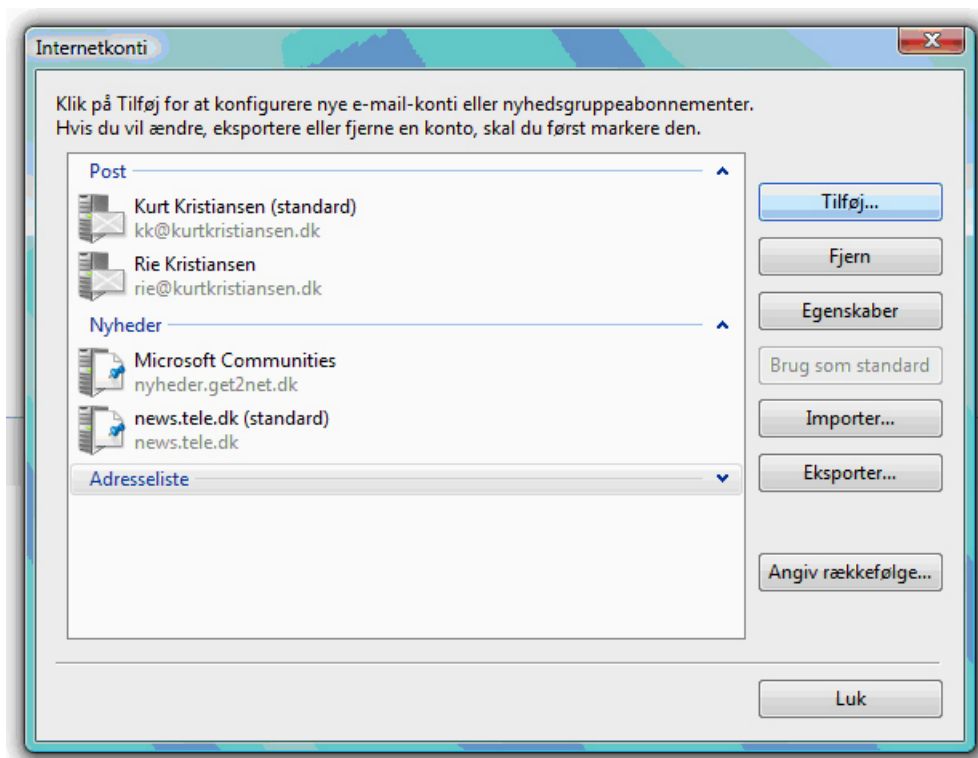 Internetkonti
Klik på Tilføj for at konfigurere nye e-mail-konti eller nyhedsgruppeabonnementer.
Hvis du vil ændre, eksportere eller fjerne en konto, skal du først markere den.
Post
Kurt Kristiansen (standard)
kk@kurtkristiansen.dk
Rie Kristiansen
rie@kurtkristiansen.dk
Nyheder
Microsoft Communities
nyheder.get2net.dk
news.tele.dk (standard)
news.tele.dk
Adresseliste
Tilføj...
Fjern
Egenskaber
Brug som standard
Importer...
Eksporter...
Angiv rækkefølge...
Luk